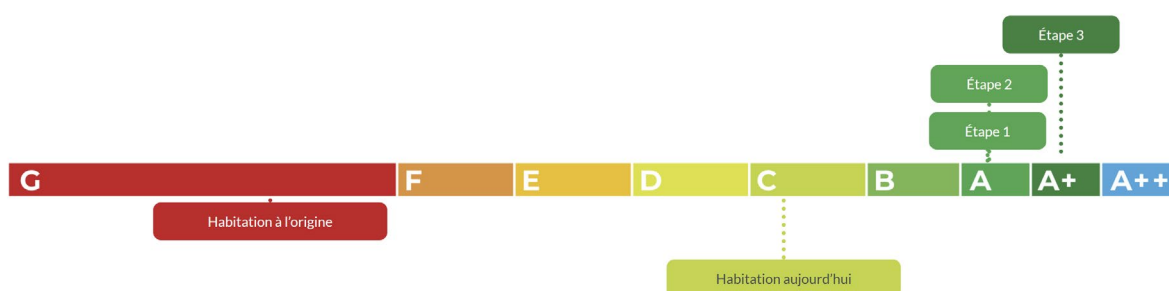 Étape 3
Étape 2
Étape 1
G F E D C B A A+ A++
Habitation à l'origine
Habitation aujourd'hui